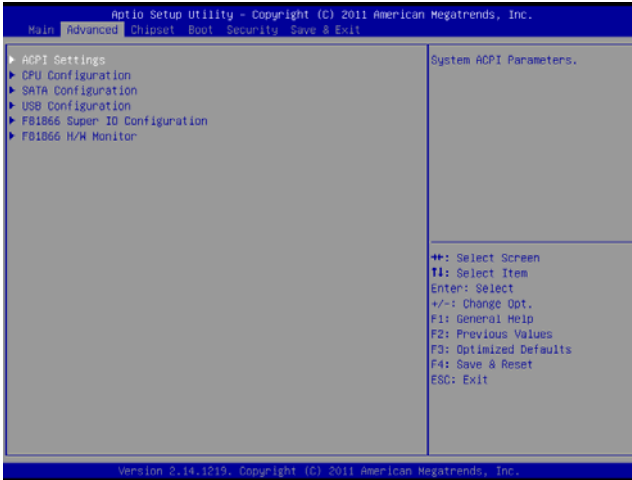 Aptio Setup Utility - Copyright (C) 2011 American Megatrends, Inc.
Main Advanced Chipset Boot Security Save & Exit
ACPI Settings
CPU Configuration
SATA Configuration
USB Configuration
F81866 Super IO Configuration
F81866 H/W Monitor
System ACPI Parameters.
→←: Select Screen
↑↓: Select Item
Enter: Select
+/-: Change Opt.
F1: General Help
F2: Previous Values
F3: Optimized Defaults
F4: Save & Reset
ESC: Exit
Version 2.14.1219. Copyright (C) 2011 American Megatrends, Inc.